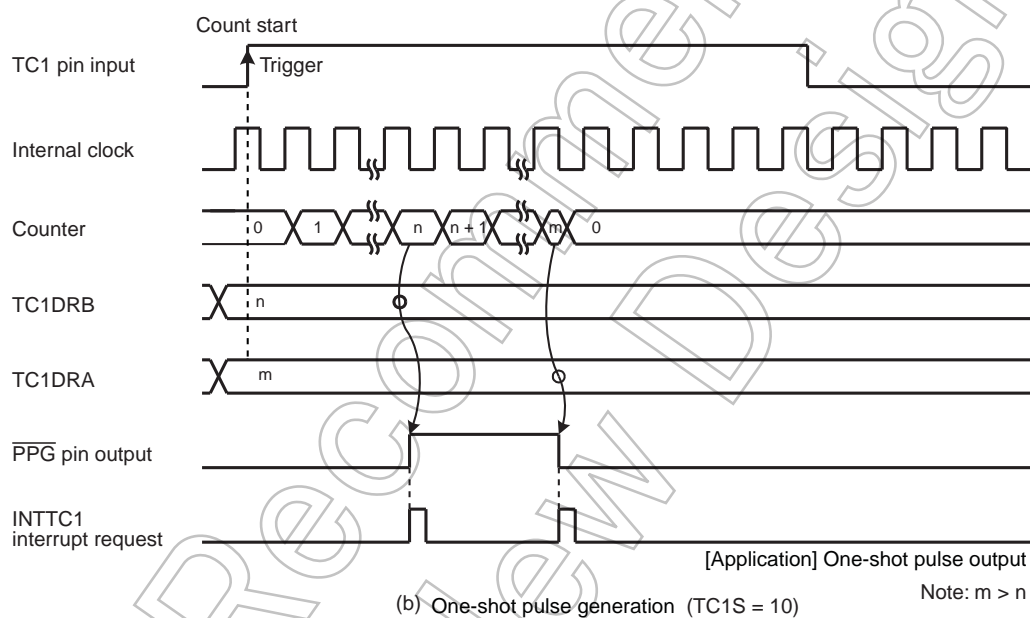 Count start
TC1 pin input
Trigger
Internal clock
Counter
0 1 n n + 1 m 0
TC1DRB
n
TC1DRA
m
PPG pin output
INTTC1
interrupt request
[Application] One-shot pulse output
Note: m > n
(b) One-shot pulse generation (TC1S = 10)